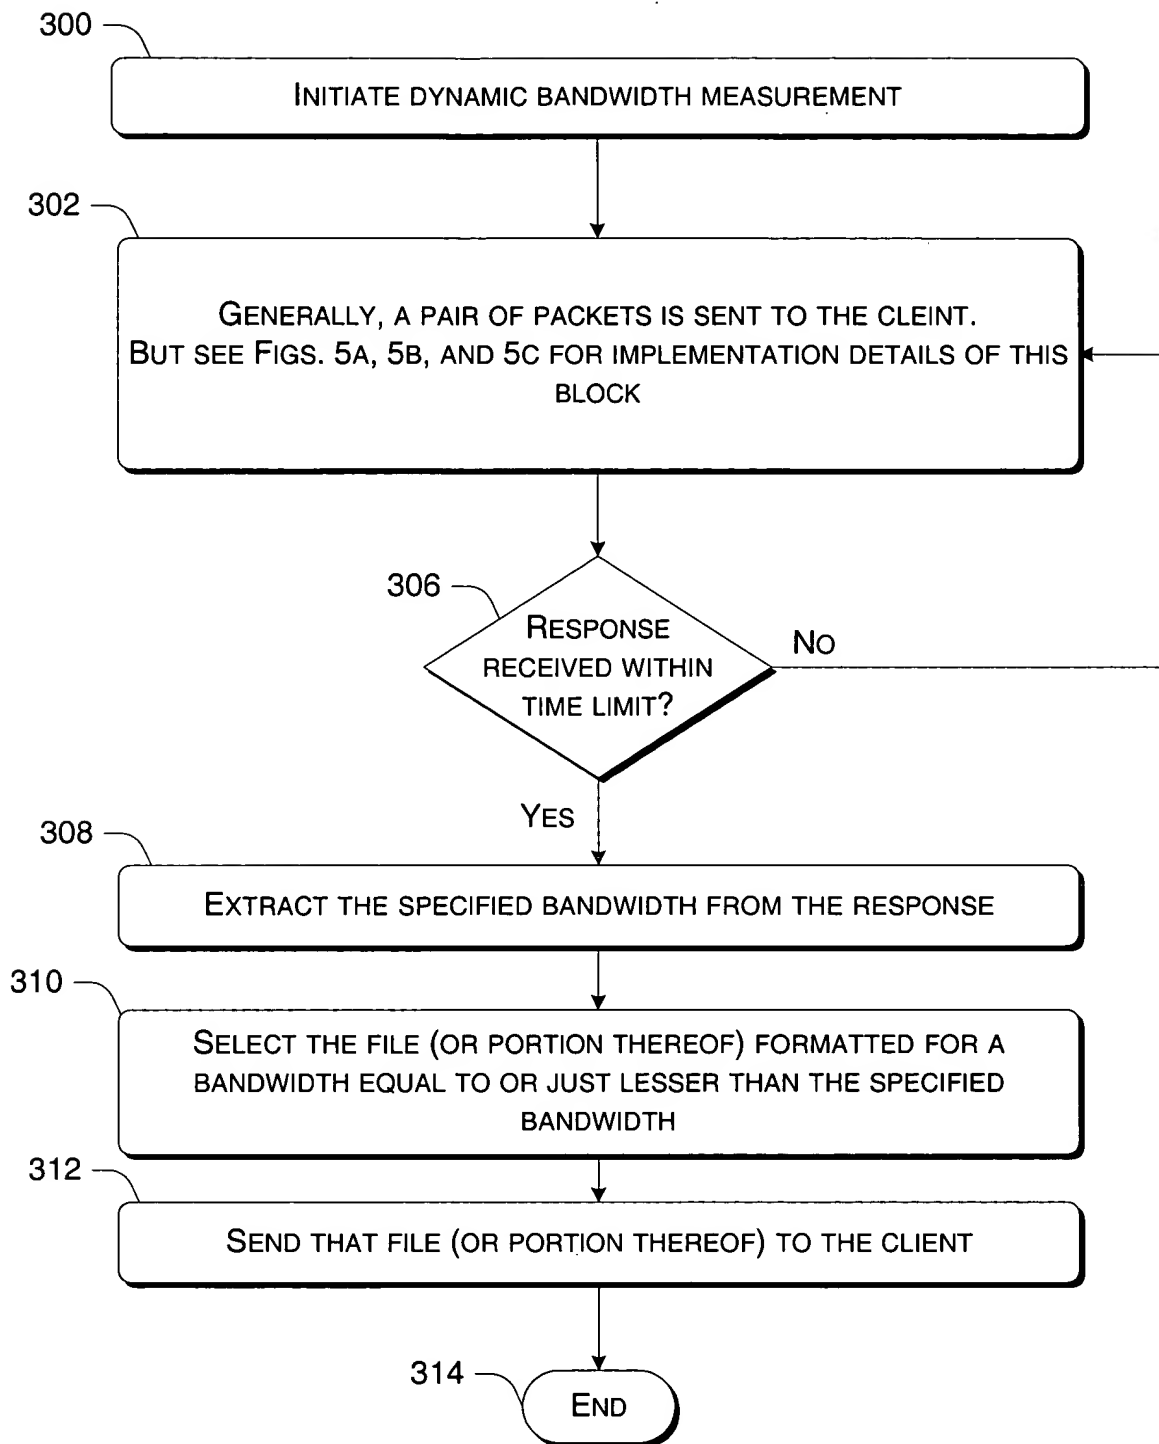 300
INITIATE DYNAMIC BANDWIDTH MEASUREMENT
302
GENERALLY, A PAIR OF PACKETS IS SENT TO THE CLEINT.
BUT SEE FIGS. 5A, 5B, AND 5C FOR IMPLEMENTATION DETAILS OF THIS
BLOCK
306
RESPONSE
RECEIVED WITHIN
TIME LIMIT?
NO
YES
308
EXTRACT THE SPECIFIED BANDWIDTH FROM THE RESPONSE
310
SELECT THE FILE (OR PORTION THEREOF) FORMATTED FOR A
BANDWIDTH EQUAL TO OR JUST LESSER THAN THE SPECIFIED
BANDWIDTH
312
SEND THAT FILE (OR PORTION THEREOF) TO THE CLIENT
314
END